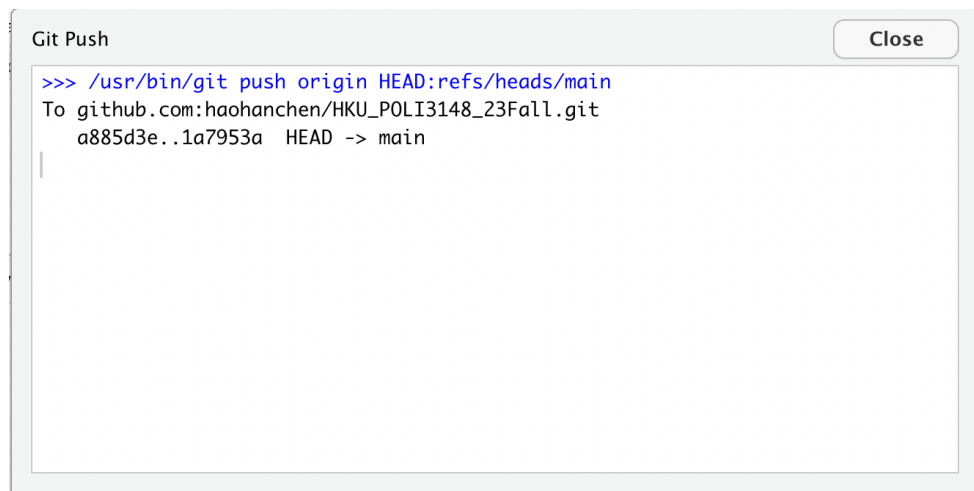 Git Push
Close
>>> /usr/bin/git push origin HEAD:refs/heads/main
To github.com:haohanchen/HKU_POLI3148_23Fall.git
   a885d3e..1a7953a  HEAD -> main